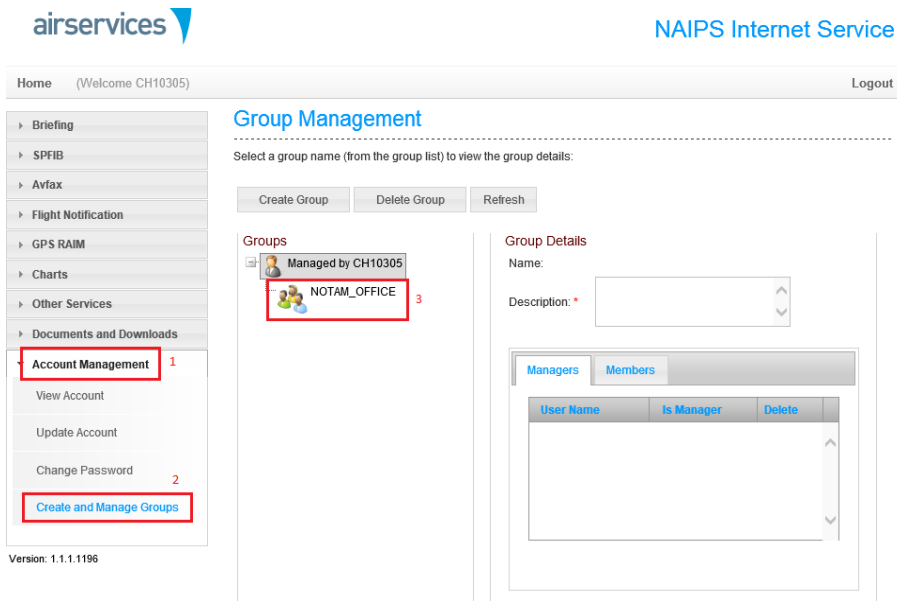 airservices
NAIPS Internet Service
Home (Welcome CH10305) Logout
Briefing
SPFIB
Avfax
Flight Notification
GPS RAIM
Charts
Other Services
Documents and Downloads
Account Management 1
View Account
Update Account
Change Password
2
Create and Manage Groups
Version: 1.1.1.1196
Group Management
Select a group name (from the group list) to view the group details:
Create Group Delete Group Refresh
Groups
Managed by CH10305
NOTAM_OFFICE 3
Group Details
Name:
Description: *
Managers Members
User Name Is Manager Delete